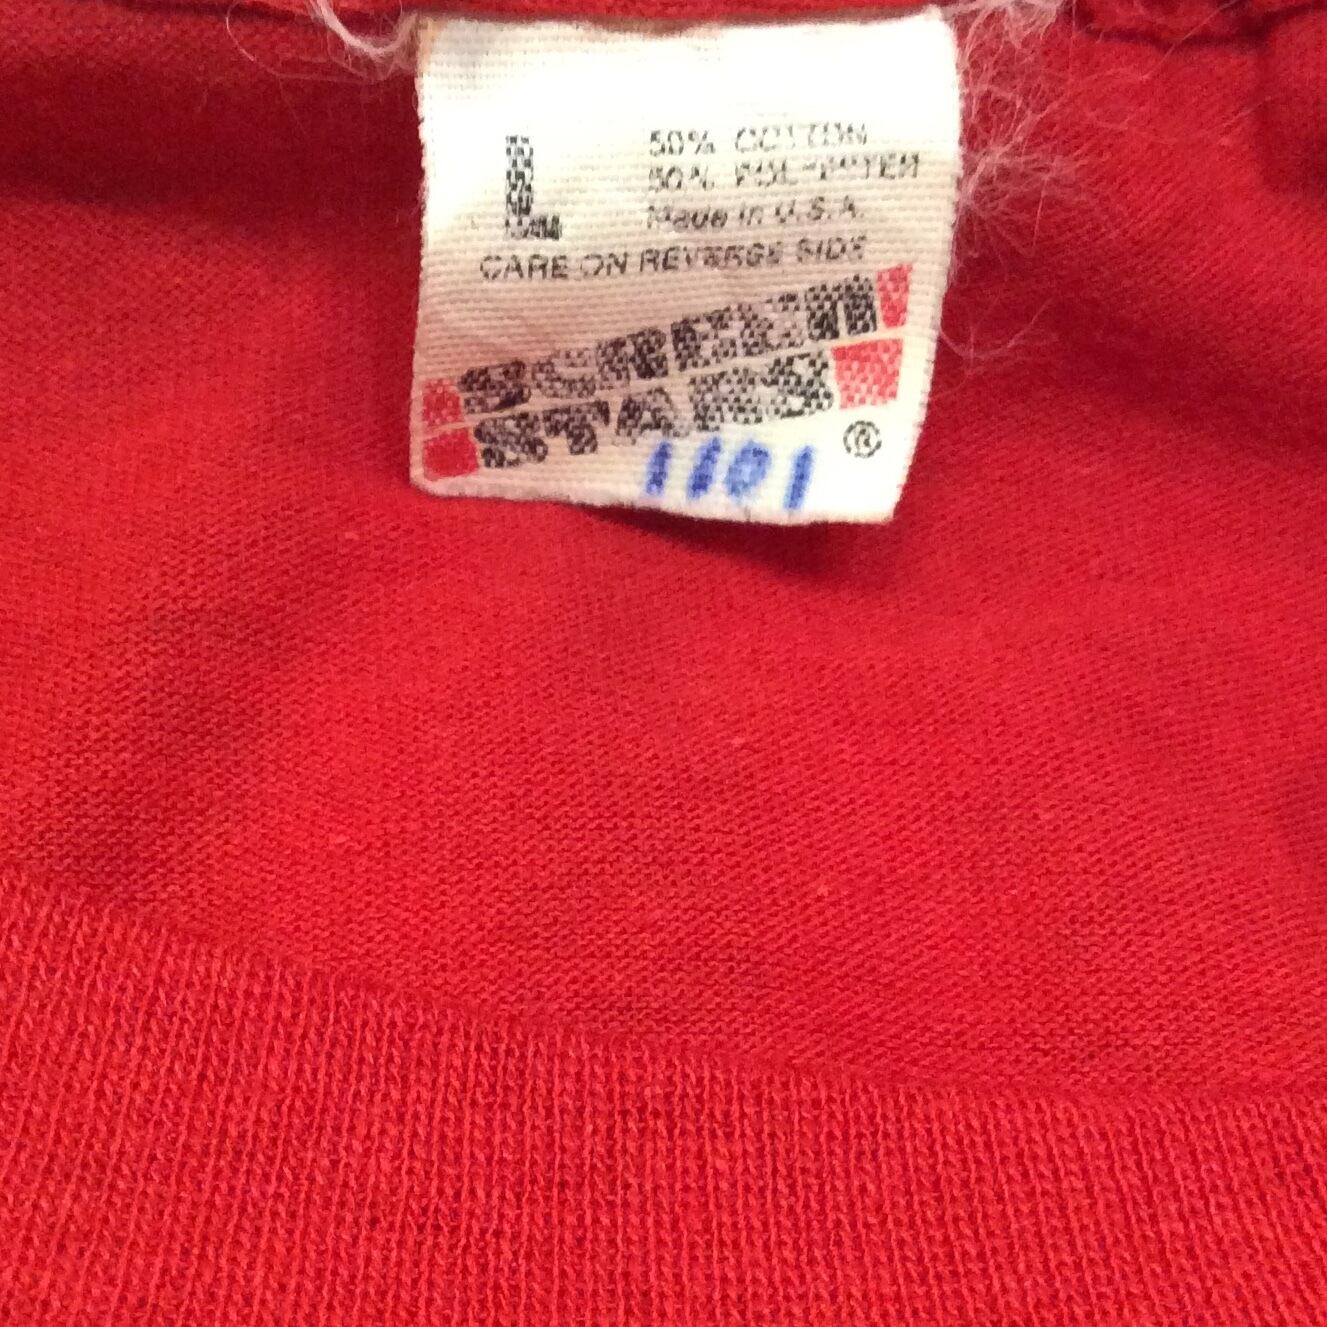 L
50% COTTON
50% POLYESTER
Made in U.S.A.
CARE ON REVERSE SIDE
SCREEN
STARS
®
1101